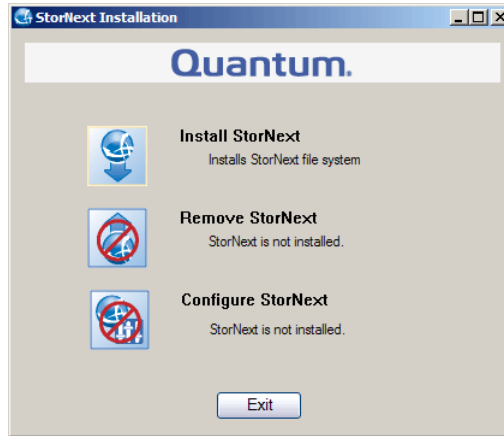 StorNext Installation
Quantum.
Install StorNext
Installs StorNext file system
Remove StorNext
StorNext is not installed.
Configure StorNext
StorNext is not installed.
Exit